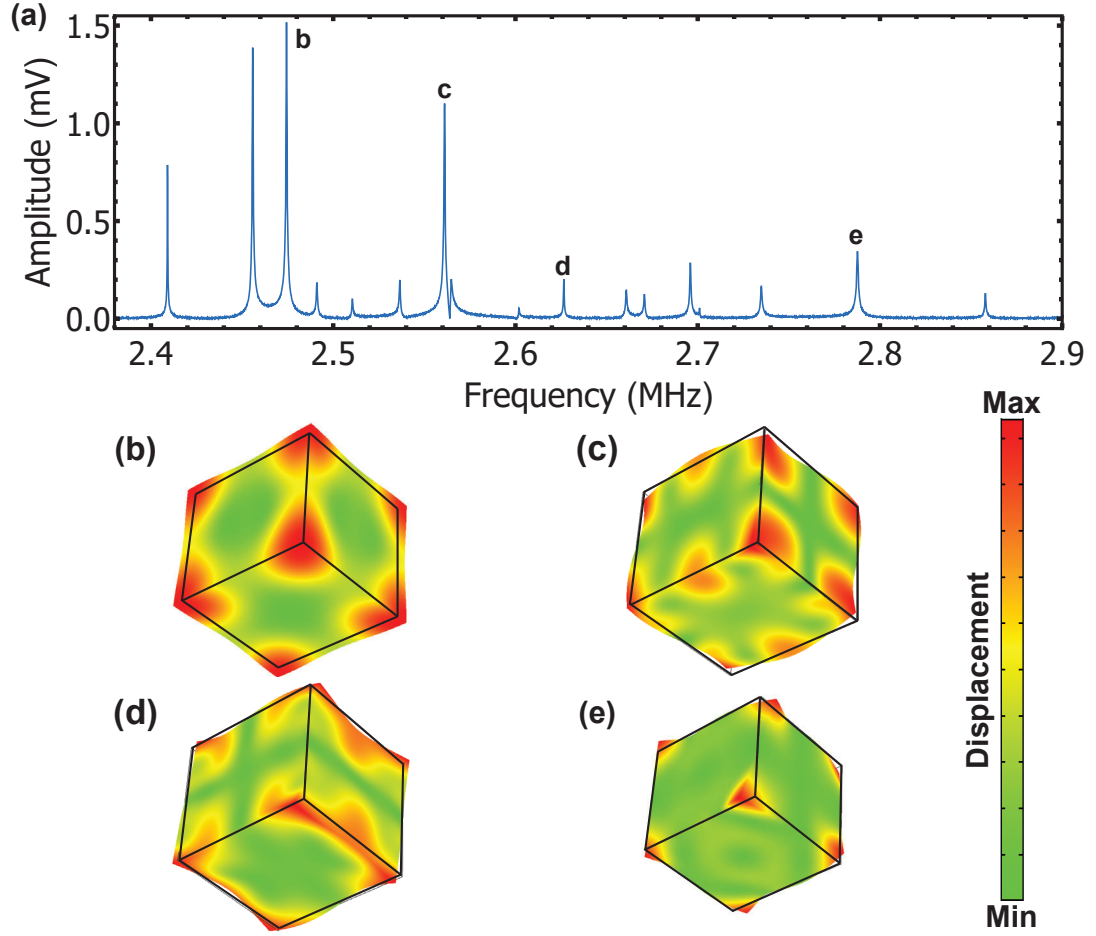 (a)
Amplitude (mV)
1.5
1.0
0.5
0.0
b
c
d
e
2.4 2.5 2.6 2.7 2.8 2.9
Frequency (MHz)
(b)
(c)
(d)
(e)
Max
Displacement
Min